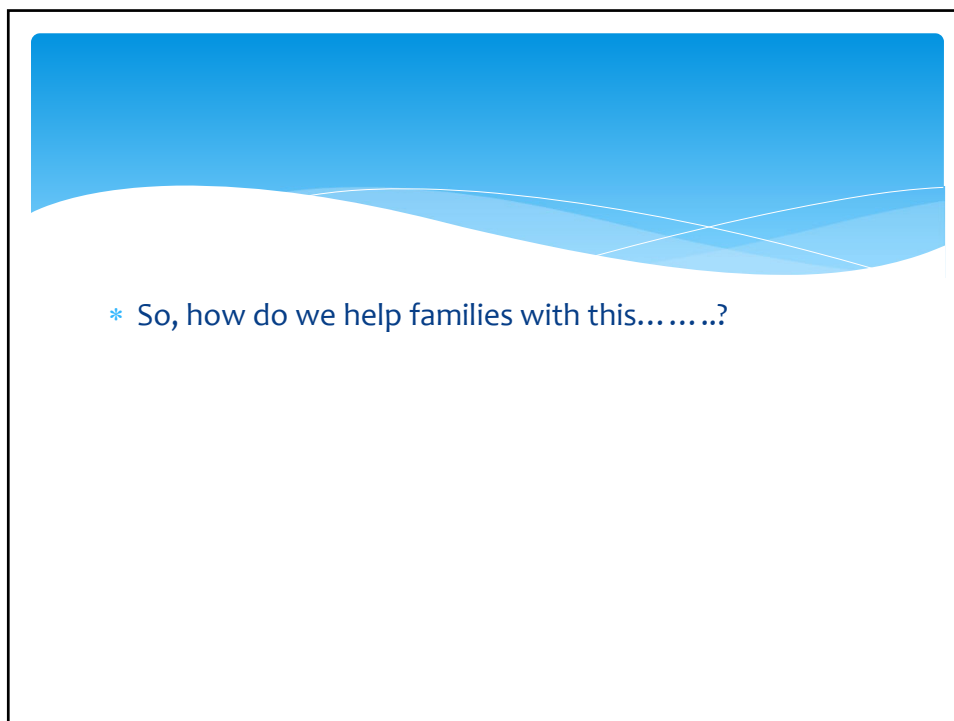 * So, how do we help families with this……..?